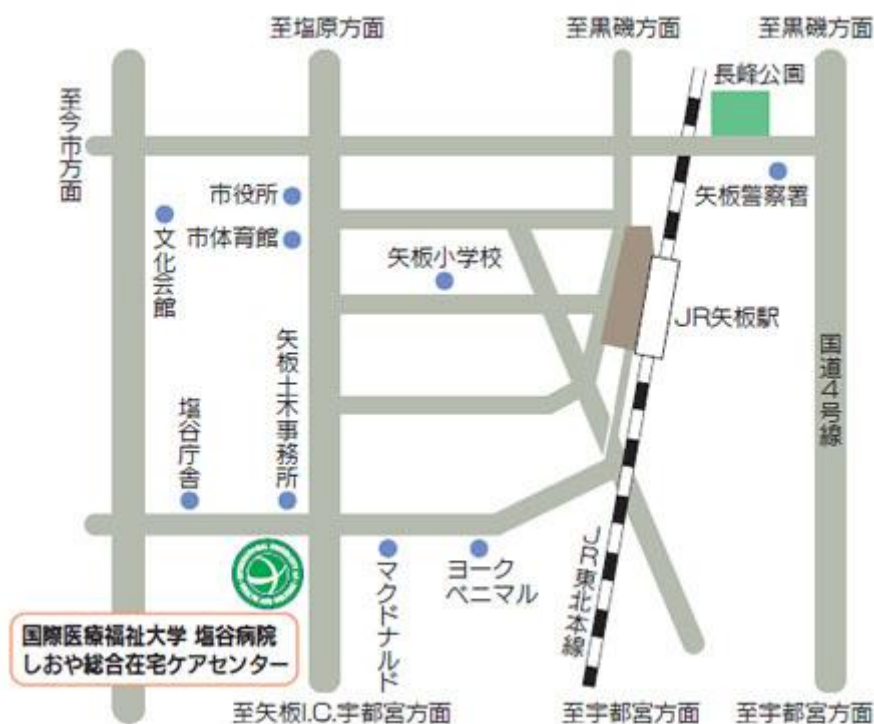 至塩原方面
至黒磯方面
至黒磯方面
長峰公園
至今市方面
市役所
矢板警察署
市体育館
文化会館
矢板小学校
JR矢板駅
矢板土木事務所
国道4号線
塩谷庁舎
JR東北本線
マクドナルド
ヨーク
ベニマル
国際医療福祉大学 塩谷病院
しおや総合在宅ケアセンター
至矢板I.C.宇都宮方面
至宇都宮方面
至宇都宮方面